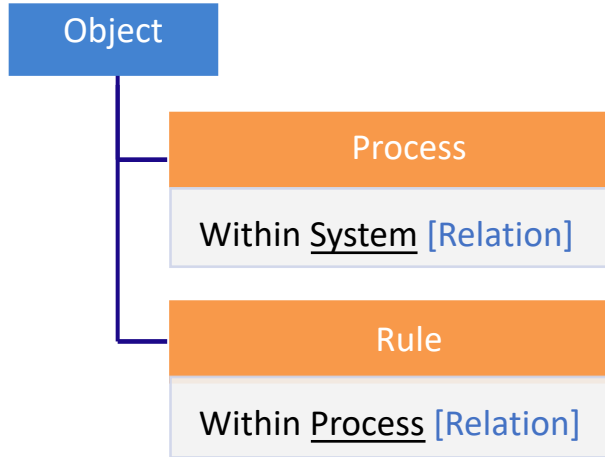 Object
Process
Within System [Relation]
Rule
Within Process [Relation]